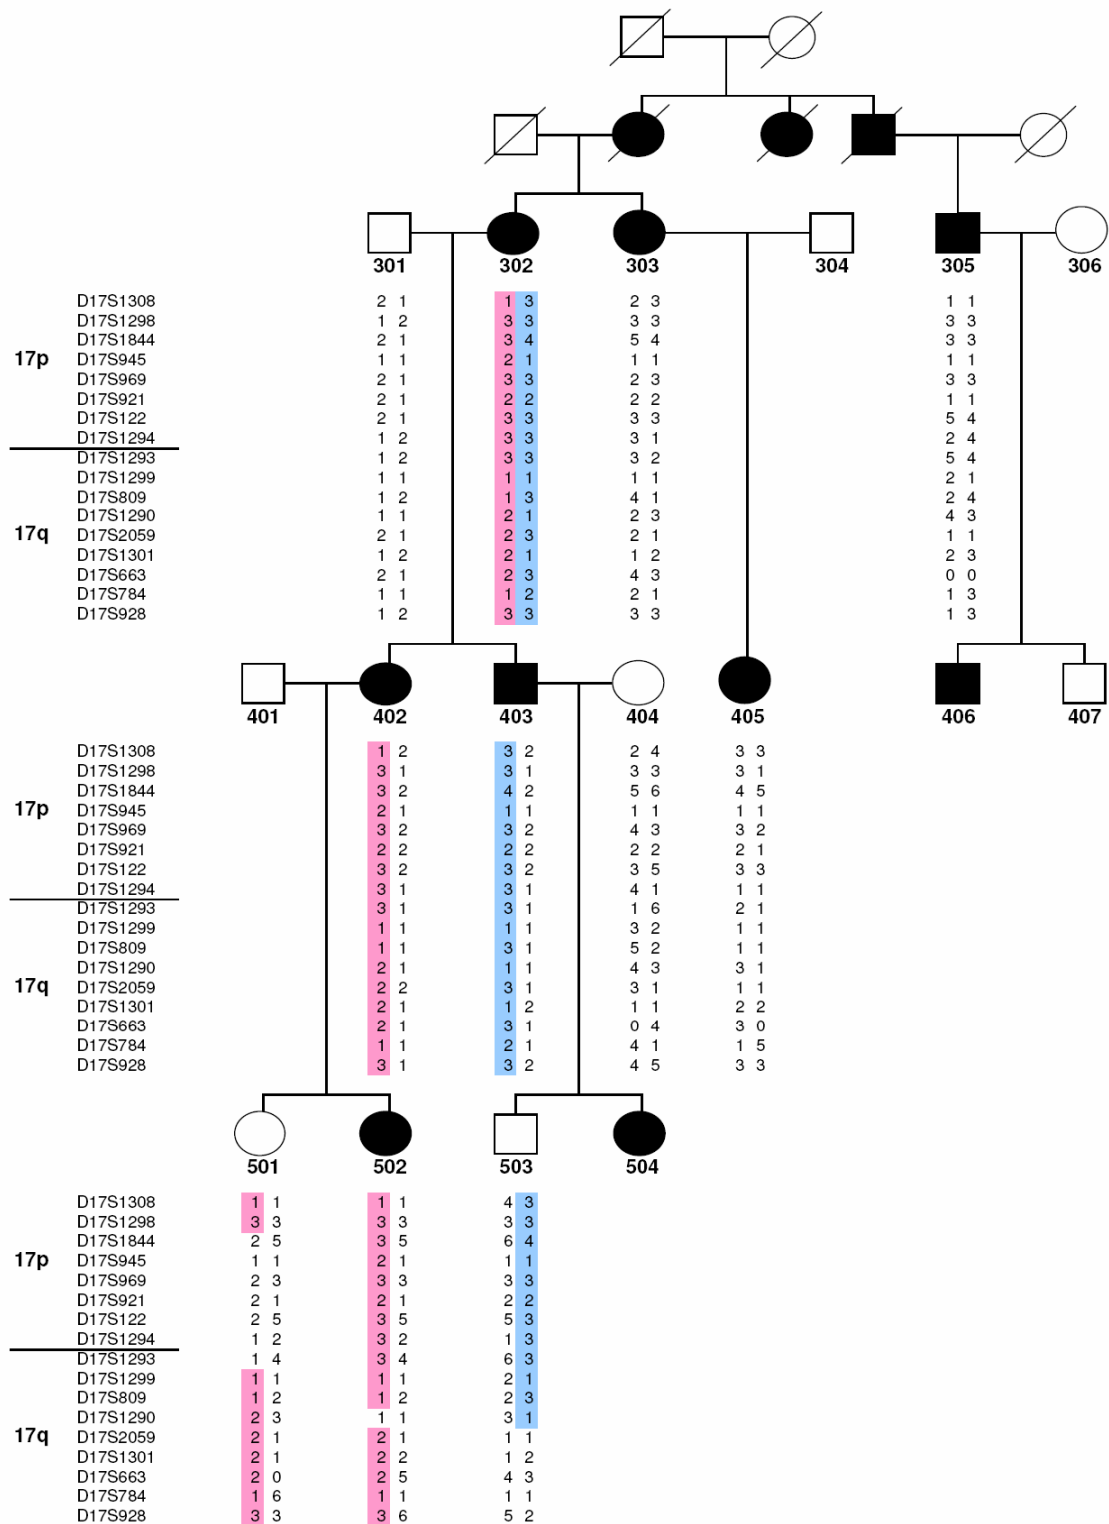 301 302 303 304 305 306
D17S1308 2 1 1 3 2 3 1 1
D17S1298 1 2 3 3 3 3 3 3
D17S1844 2 1 3 4 5 4 3 3
17p D17S945 1 1 2 1 1 1 1 1
D17S969 2 1 3 3 2 3 3 3
D17S921 2 1 2 2 2 2 1 1
D17S122 2 1 3 3 3 3 5 4
D17S1294 1 2 3 3 3 1 2 4
D17S1293 1 2 3 3 3 2 5 4
D17S1299 1 1 1 1 1 1 2 1
D17S809 1 2 1 3 4 1 2 4
D17S1290 1 1 2 1 2 3 4 3
17q D17S2059 2 1 2 3 2 1 1 1
D17S1301 1 2 2 1 1 2 2 3
D17S663 2 1 2 3 4 3 0 0
D17S784 1 1 1 2 2 1 1 3
D17S928 1 2 3 3 3 3 1 3
401 402 403 404 405 406 407
D17S1308 1 2 3 2 2 4 3 3
D17S1298 3 1 3 1 3 3 3 1
D17S1844 3 2 4 2 5 6 4 5
17p D17S945 2 1 1 1 1 1 1 1
D17S969 3 2 3 2 4 3 3 2
D17S921 2 2 2 2 2 2 2 1
D17S122 3 2 3 2 3 5 3 3
D17S1294 3 1 3 1 4 1 1 1
D17S1293 3 1 3 1 1 6 2 1
D17S1299 1 1 1 1 3 2 1 1
D17S809 1 1 3 1 5 2 1 1
D17S1290 2 1 1 1 4 3 3 1
17q D17S2059 2 2 3 1 3 1 1 1
D17S1301 2 1 1 2 1 1 2 2
D17S663 2 1 3 1 0 4 3 0
D17S784 1 1 2 1 4 1 1 5
D17S928 3 1 3 2 4 5 3 3
501 502 503 504
D17S1308 1 1 1 1 4 3
D17S1298 3 3 3 3 3 3
D17S1844 2 5 3 5 6 4
17p D17S945 1 1 2 1 1 1
D17S969 2 3 3 3 3 3
D17S921 2 1 2 1 2 2
D17S122 2 5 3 5 5 3
D17S1294 1 2 3 2 1 3
D17S1293 1 4 3 4 6 3
D17S1299 1 1 1 1 2 1
D17S809 1 2 1 2 2 3
D17S1290 2 3 1 1 3 1
17q D17S2059 2 1 2 1 1 1
D17S1301 2 1 2 2 1 2
D17S663 2 0 2 5 4 3
D17S784 1 6 1 1 1 1
D17S928 3 3 3 6 5 2